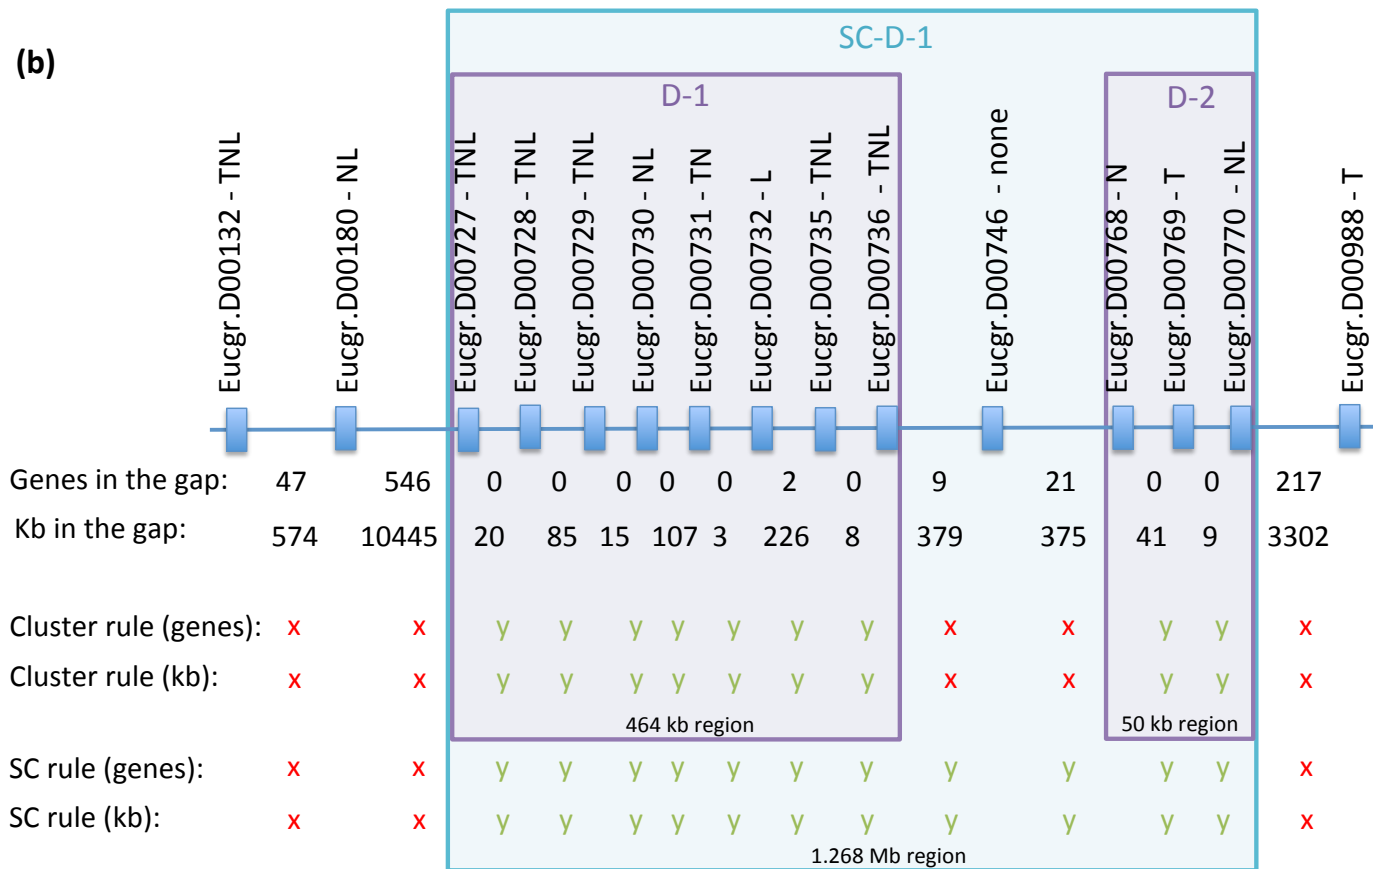 (b)
SC-D-1
D-1
D-2
Eucgr.D00132 - TNL
Eucgr.D00180 - NL
Eucgr.D00727 - TNL
Eucgr.D00728 - TNL
Eucgr.D00729 - TNL
Eucgr.D00730 - NL
Eucgr.D00731 - TN
Eucgr.D00732 - L
Eucgr.D00735 - TNL
Eucgr.D00736 - TNL
Eucgr.D00746 - none
Eucgr.D00768 - N
Eucgr.D00769 - T
Eucgr.D00770 - NL
Eucgr.D00988 - T
Genes in the gap: 47 546 0 0 0 0 0 2 0 9 21 0 0 217
Kb in the gap: 574 10445 20 85 15 107 3 226 8 379 375 41 9 3302
Cluster rule (genes): x x y y y y y y y x x y y x
Cluster rule (kb): x x y y y y y y y x x y y x
464 kb region 50 kb region
SC rule (genes): x x y y y y y y y y y y y x
SC rule (kb): x x y y y y y y y y y y y x
1.268 Mb region